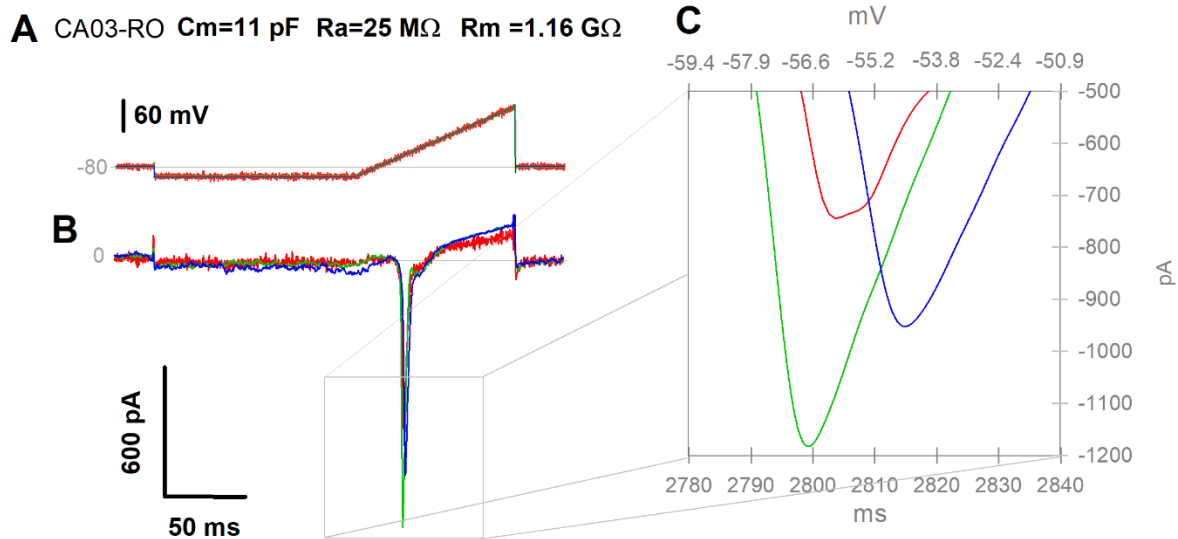 A CA03-RO Cm=11 pF Ra=25 MΩ Rm =1.16 GΩ
60 mV
-80
B
0
600 pA
50 ms
C
mV
-59.4 -57.9 -56.6 -55.2 -53.8 -52.4 -50.9
-500
-600
-700
-800
-900
-1000
-1100
-1200
pA
2780 2790 2800 2810 2820 2830 2840
ms